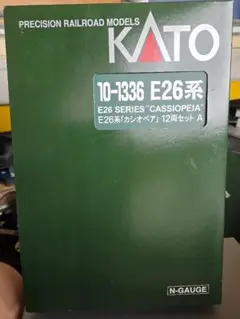 PRECISION RAILROAD MODELS
KATO
10-1336 E26系
E26 SERIES "CASSIOPEIA"
E26系「カシオペア」12両セット A
N-GAUGE